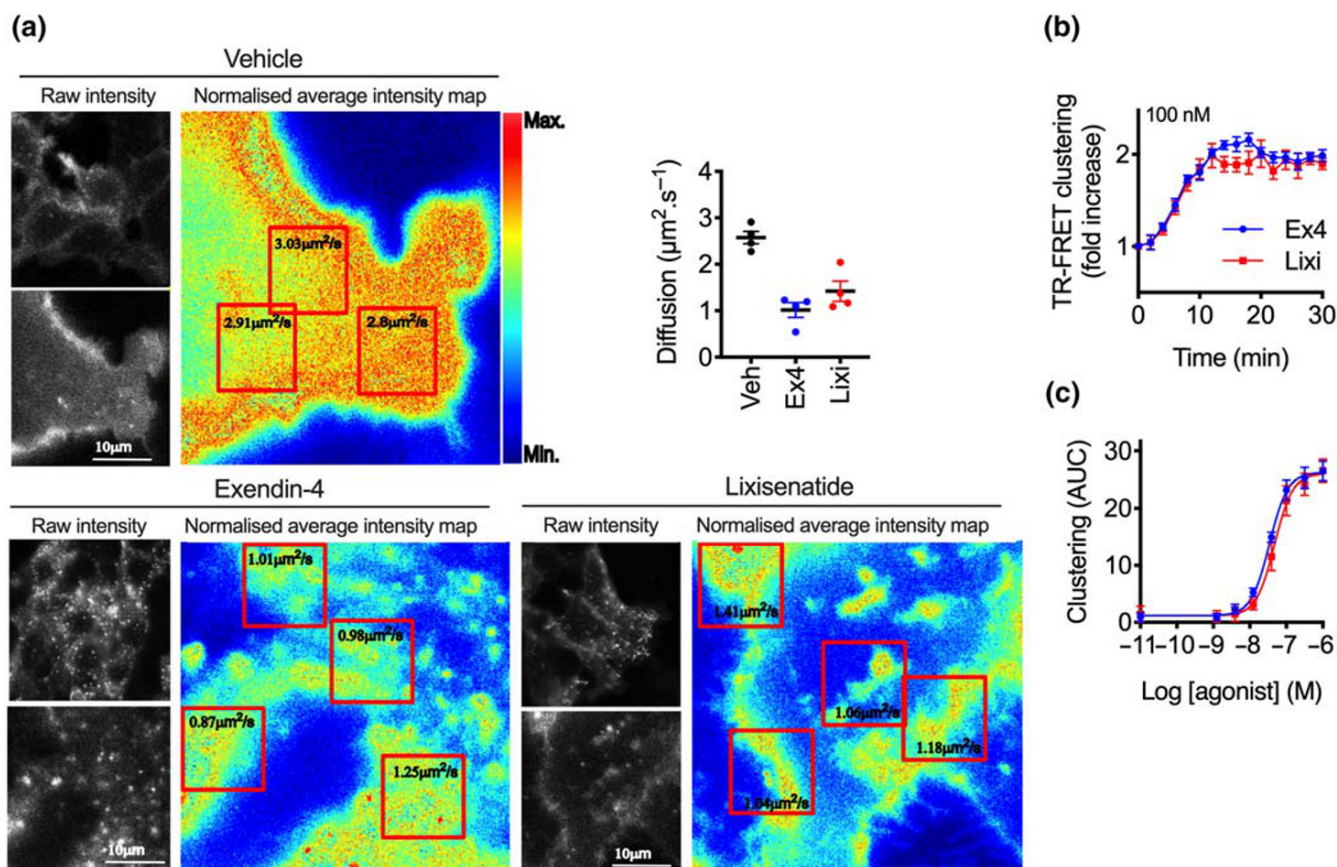 (a)
Vehicle
Raw intensity
Normalised average intensity map
Max.
Min.
3.03μm²/s
2.91μm²/s
2.8μm²/s
10μm
Diffusion (μm².s⁻¹)
4
3
2
1
0
Veh
Ex4
Lixi
Exendin-4
Raw intensity
Normalised average intensity map
1.01μm²/s
0.98μm²/s
0.87μm²/s
1.25μm²/s
10μm
Lixisenatide
Raw intensity
Normalised average intensity map
1.41μm²/s
1.06μm²/s
1.18μm²/s
1.04μm²/s
10μm
(b)
100 nM
TR-FRET clustering
(fold increase)
2
1
Ex4
Lixi
0 10 20 30
Time (min)
(c)
Clustering (AUC)
30
20
10
0
−11 −10 −9 −8 −7 −6
Log [agonist] (M)